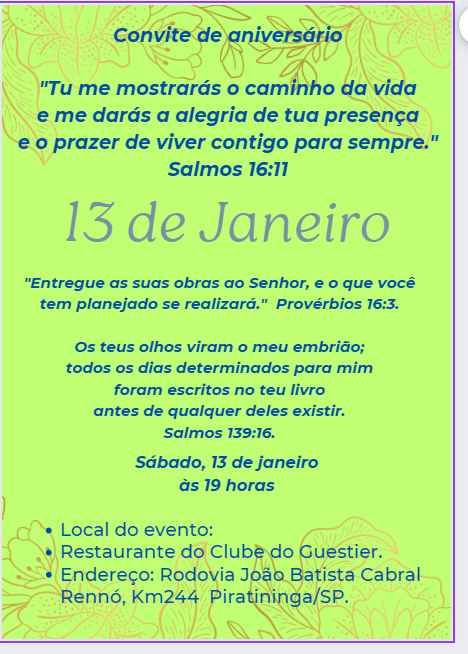 Convite de aniversário
"Tu me mostrarás o caminho da vida
e me darás a alegria de tua presença
e o prazer de viver contigo para sempre."
Salmos 16:11
13 de Janeiro
"Entregue as suas obras ao Senhor, e o que você
tem planejado se realizará." Provérbios 16:3.
Os teus olhos viram o meu embrião;
todos os dias determinados para mim
foram escritos no teu livro
antes de qualquer deles existir.
Salmos 139:16.
Sábado, 13 de janeiro
às 19 horas
• Local do evento:
• Restaurante do Clube do Guestier.
• Endereço: Rodovia João Batista Cabral
Rennó, Km244 Piratininga/SP.